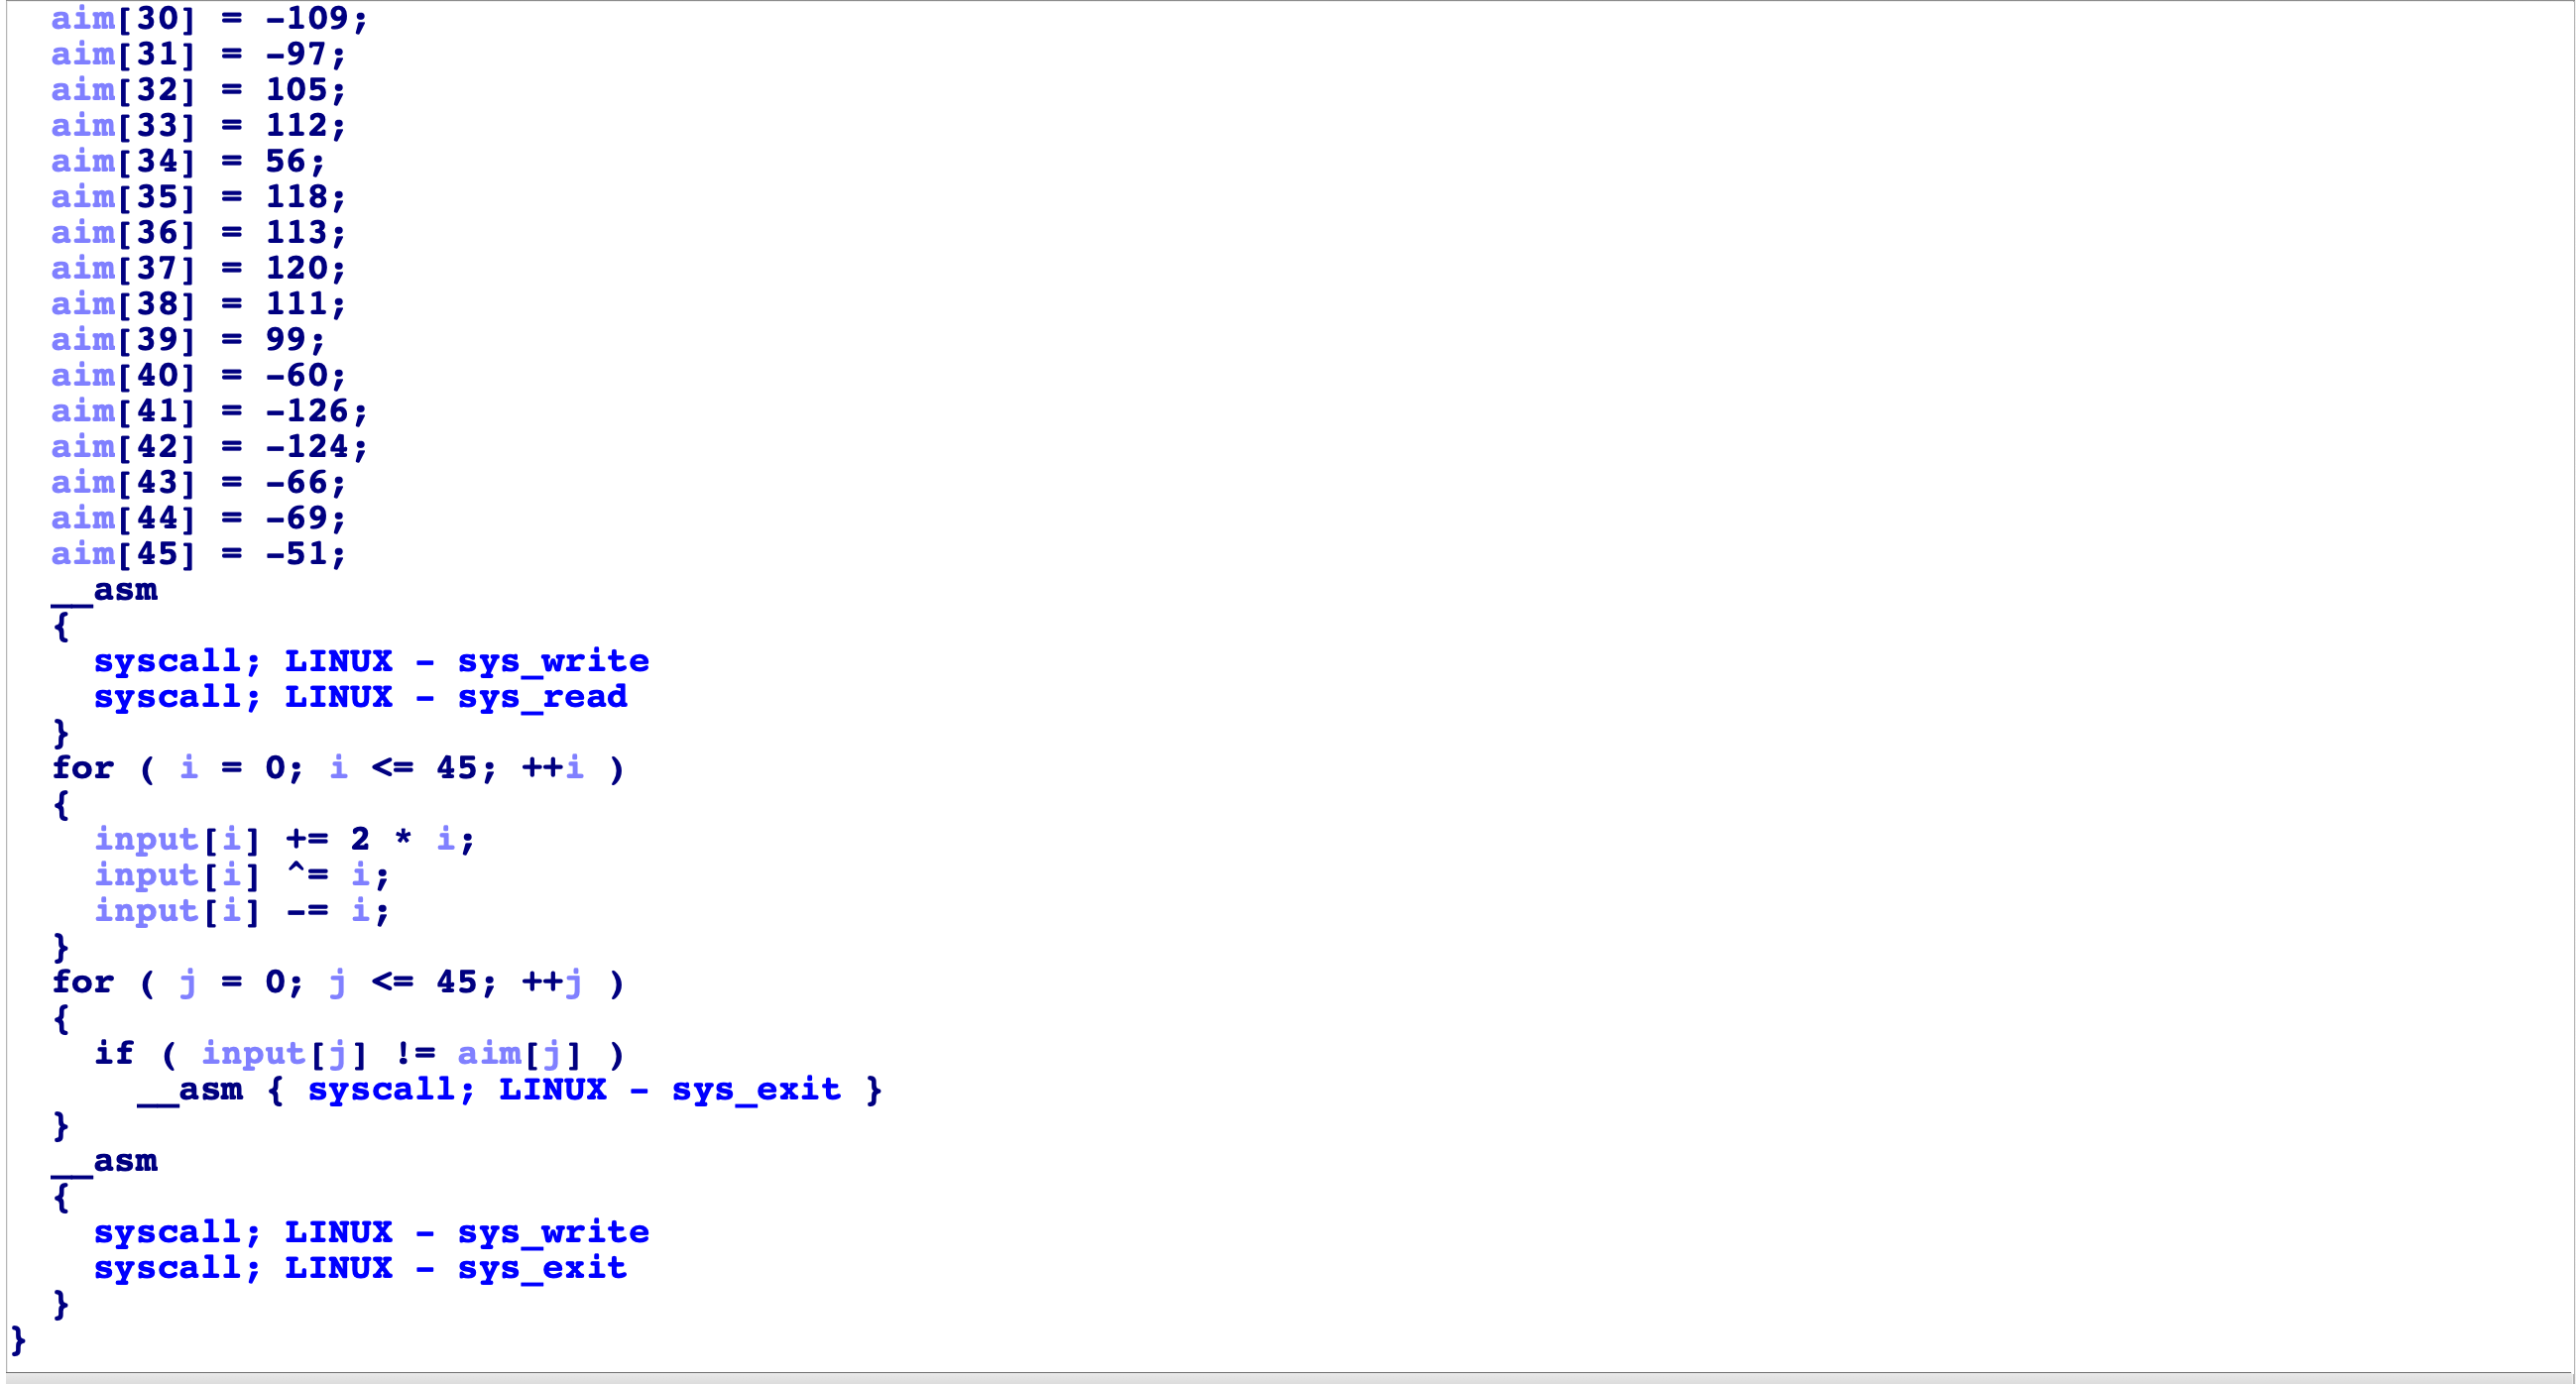 aim[30] = -109;
aim[31] = -97;
aim[32] = 105;
aim[33] = 112;
aim[34] = 56;
aim[35] = 118;
aim[36] = 113;
aim[37] = 120;
aim[38] = 111;
aim[39] = 99;
aim[40] = -60;
aim[41] = -126;
aim[42] = -124;
aim[43] = -66;
aim[44] = -69;
aim[45] = -51;
__asm
{
syscall; LINUX - sys_write
syscall; LINUX - sys_read
}
for ( i = 0; i <= 45; ++i )
{
input[i] += 2 * i;
input[i] ^= i;
input[i] -= i;
}
for ( j = 0; j <= 45; ++j )
{
if ( input[j] != aim[j] )
__asm { syscall; LINUX - sys_exit }
}
__asm
{
syscall; LINUX - sys_write
syscall; LINUX - sys_exit
}
}